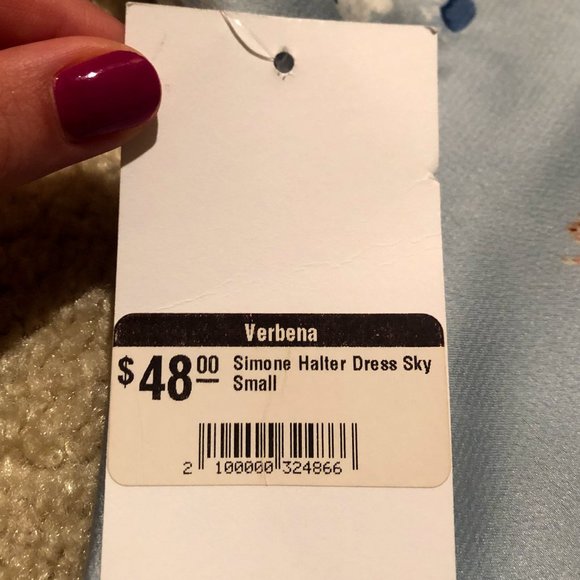 Verbena
$48.00 Simone Halter Dress Sky
Small
2 100000 324866